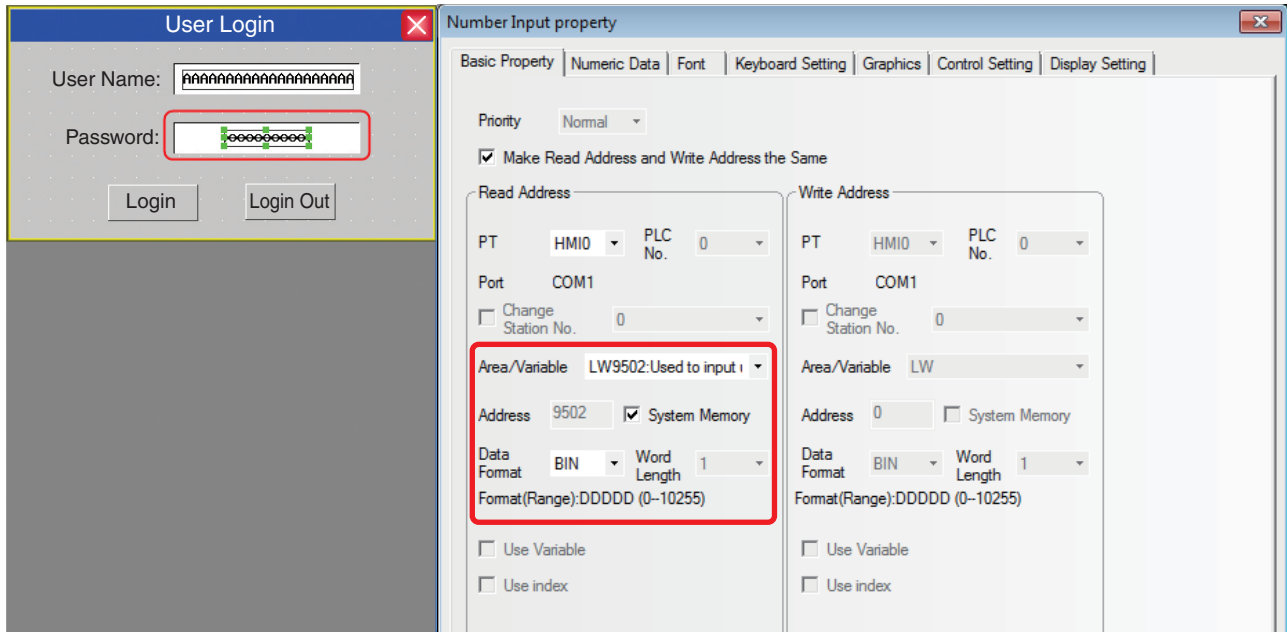 User Login
User Name: AAAAAAAAAAAAAAAAAAAA
Password:
Login Login Out
Number Input property
Basic Property Numeric Data Font Keyboard Setting Graphics Control Setting Display Setting
Priority Normal
Make Read Address and Write Address the Same
Read Address Write Address
PT HMI0 PLC No. 0 PT HMI0 PLC No. 0
Port COM1 Port COM1
Change Station No. 0 Change Station No. 0
Area/Variable LW9502:Used to input Area/Variable LW
Address 9502 System Memory Address 0 System Memory
Data Format BIN Word Length 1 Data Format BIN Word Length 1
Format(Range):DDDDD (0--10255) Format(Range):DDDDD (0--10255)
Use Variable Use Variable
Use index Use index